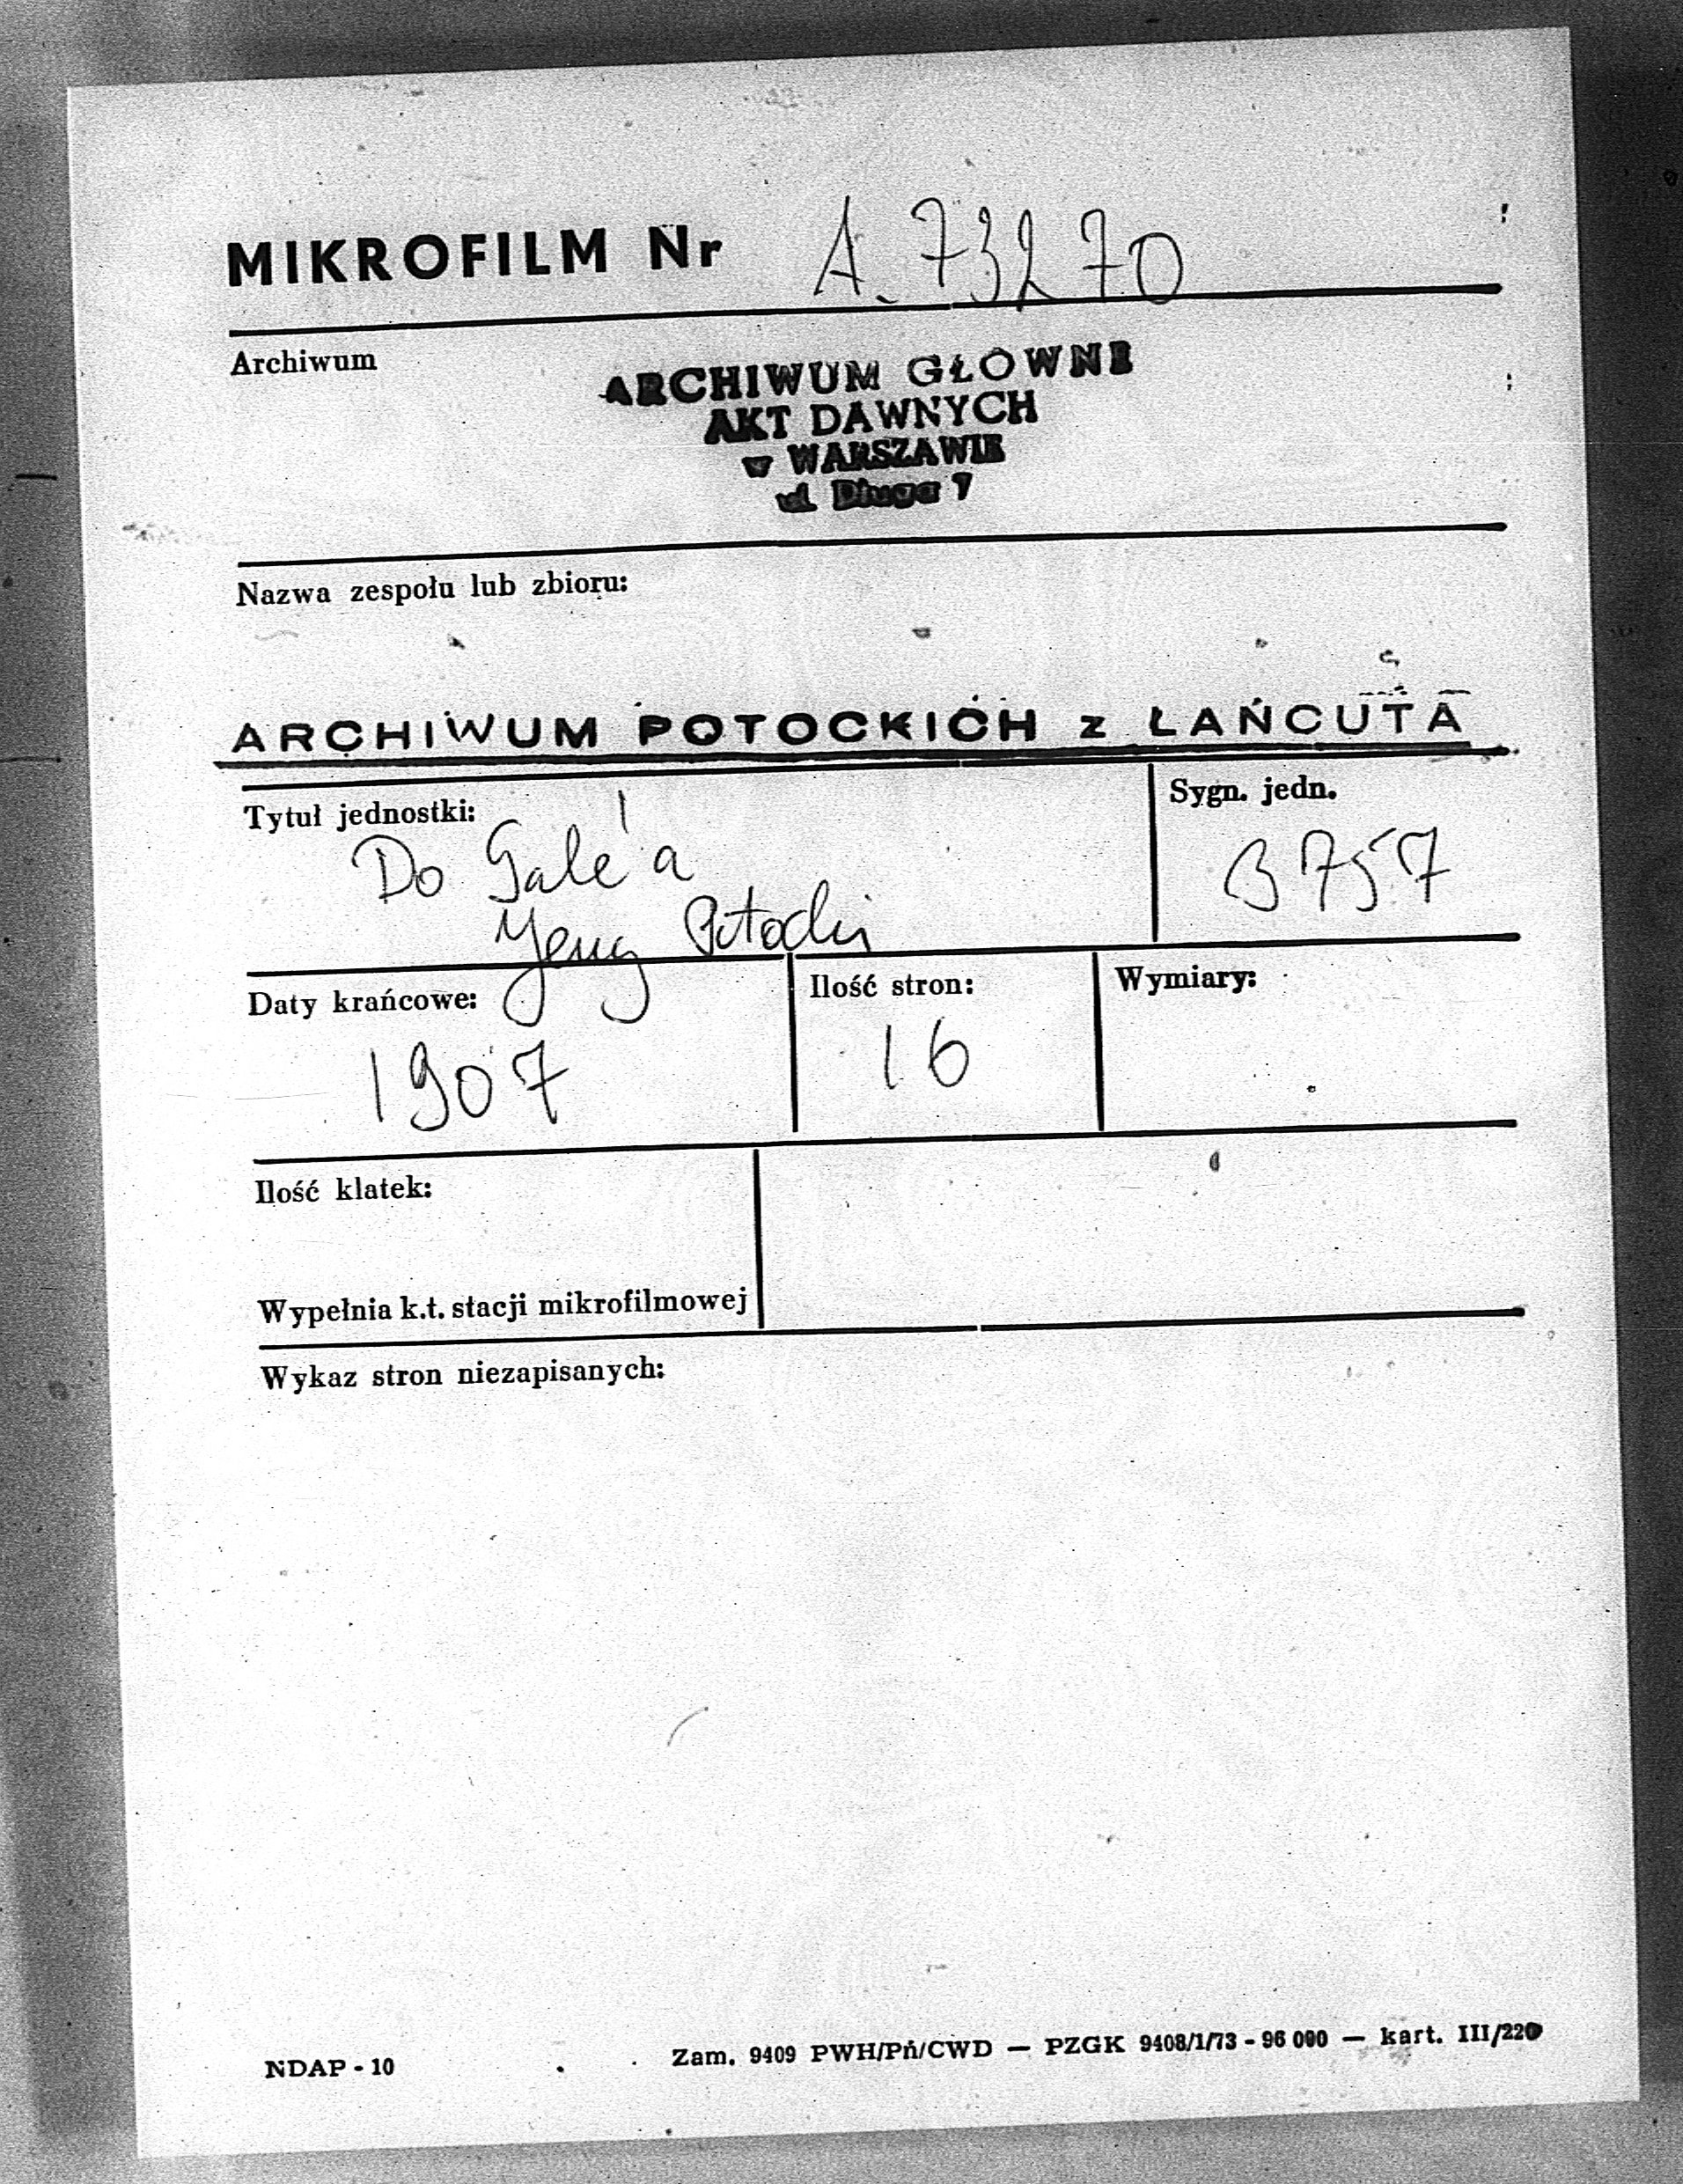 MIKROFILM Nr A. 73270
Archiwum
ARCHIWUM GŁÓWNE
AKT DAWNYCH
w WARSZAWIE
ul Długa 7
Nazwa zespołu lub zbioru:
ARCHIWUM POTOCKICH z ŁAŃCUTA
Tytuł jednostki:
Sygn. jedn.
Do Gale'a
B 757
Jerzy Potocki
Daty krańcowe:
Ilość stron:
Wymiary:
1907
16
Ilość klatek:
Wypełnia k.t. stacji mikrofilmowej
Wykaz stron niezapisanych:
NDAP - 10
Zam. 9409 PWH/Pń/CWD — PZGK 9408/1/73 - 96 000 — kart. III/220